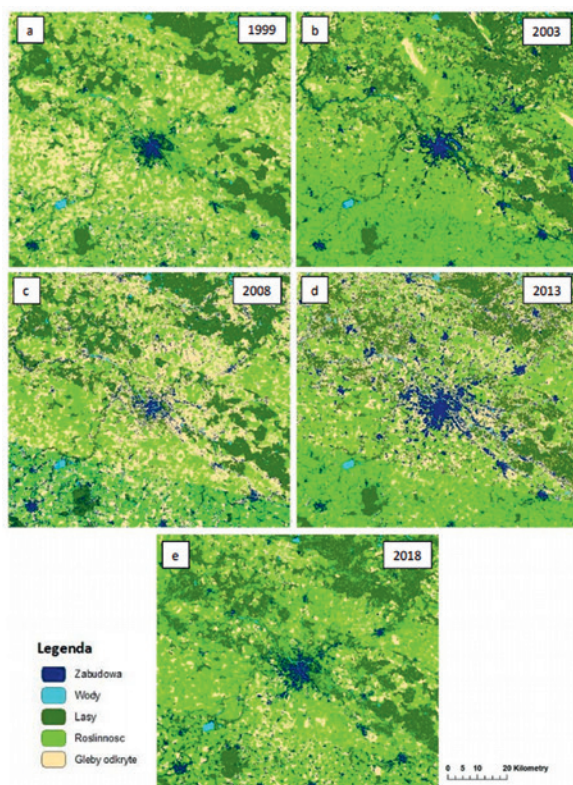 a 1999
b 2003
c 2008
d 2013
e 2018
Legenda
Zabudowa
Wody
Lasy
Roslinnosc
Gleby odkryte
0 5 10 20 Kilometry